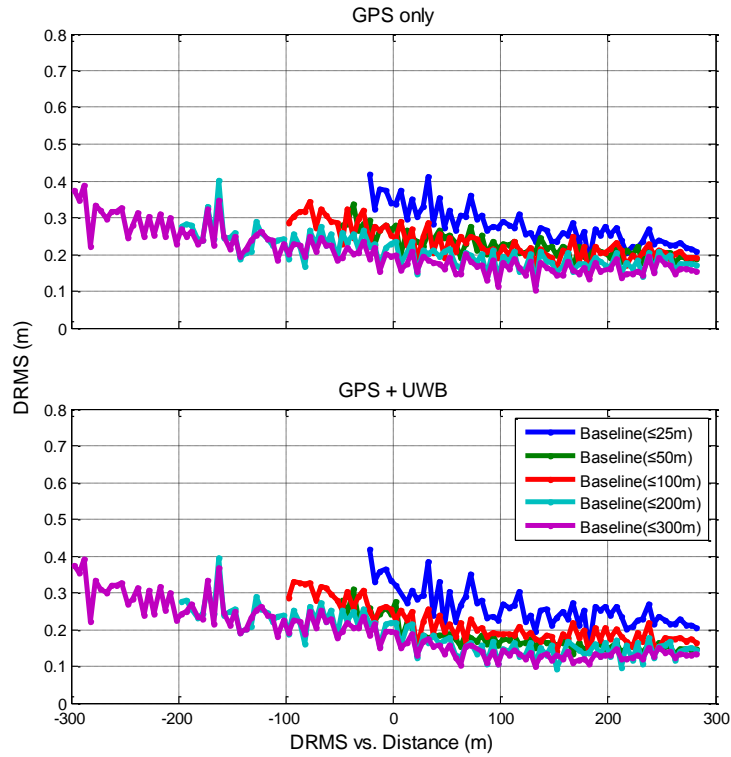 GPS only
0.8
0.7
0.6
0.5
0.4
0.3
0.2
0.1
0
DRMS (m)
GPS + UWB
0.8
0.7
0.6
0.5
0.4
0.3
0.2
0.1
0
Baseline(≤25m)
Baseline(≤50m)
Baseline(≤100m)
Baseline(≤200m)
Baseline(≤300m)
-300 -200 -100 0 100 200 300
DRMS vs. Distance (m)